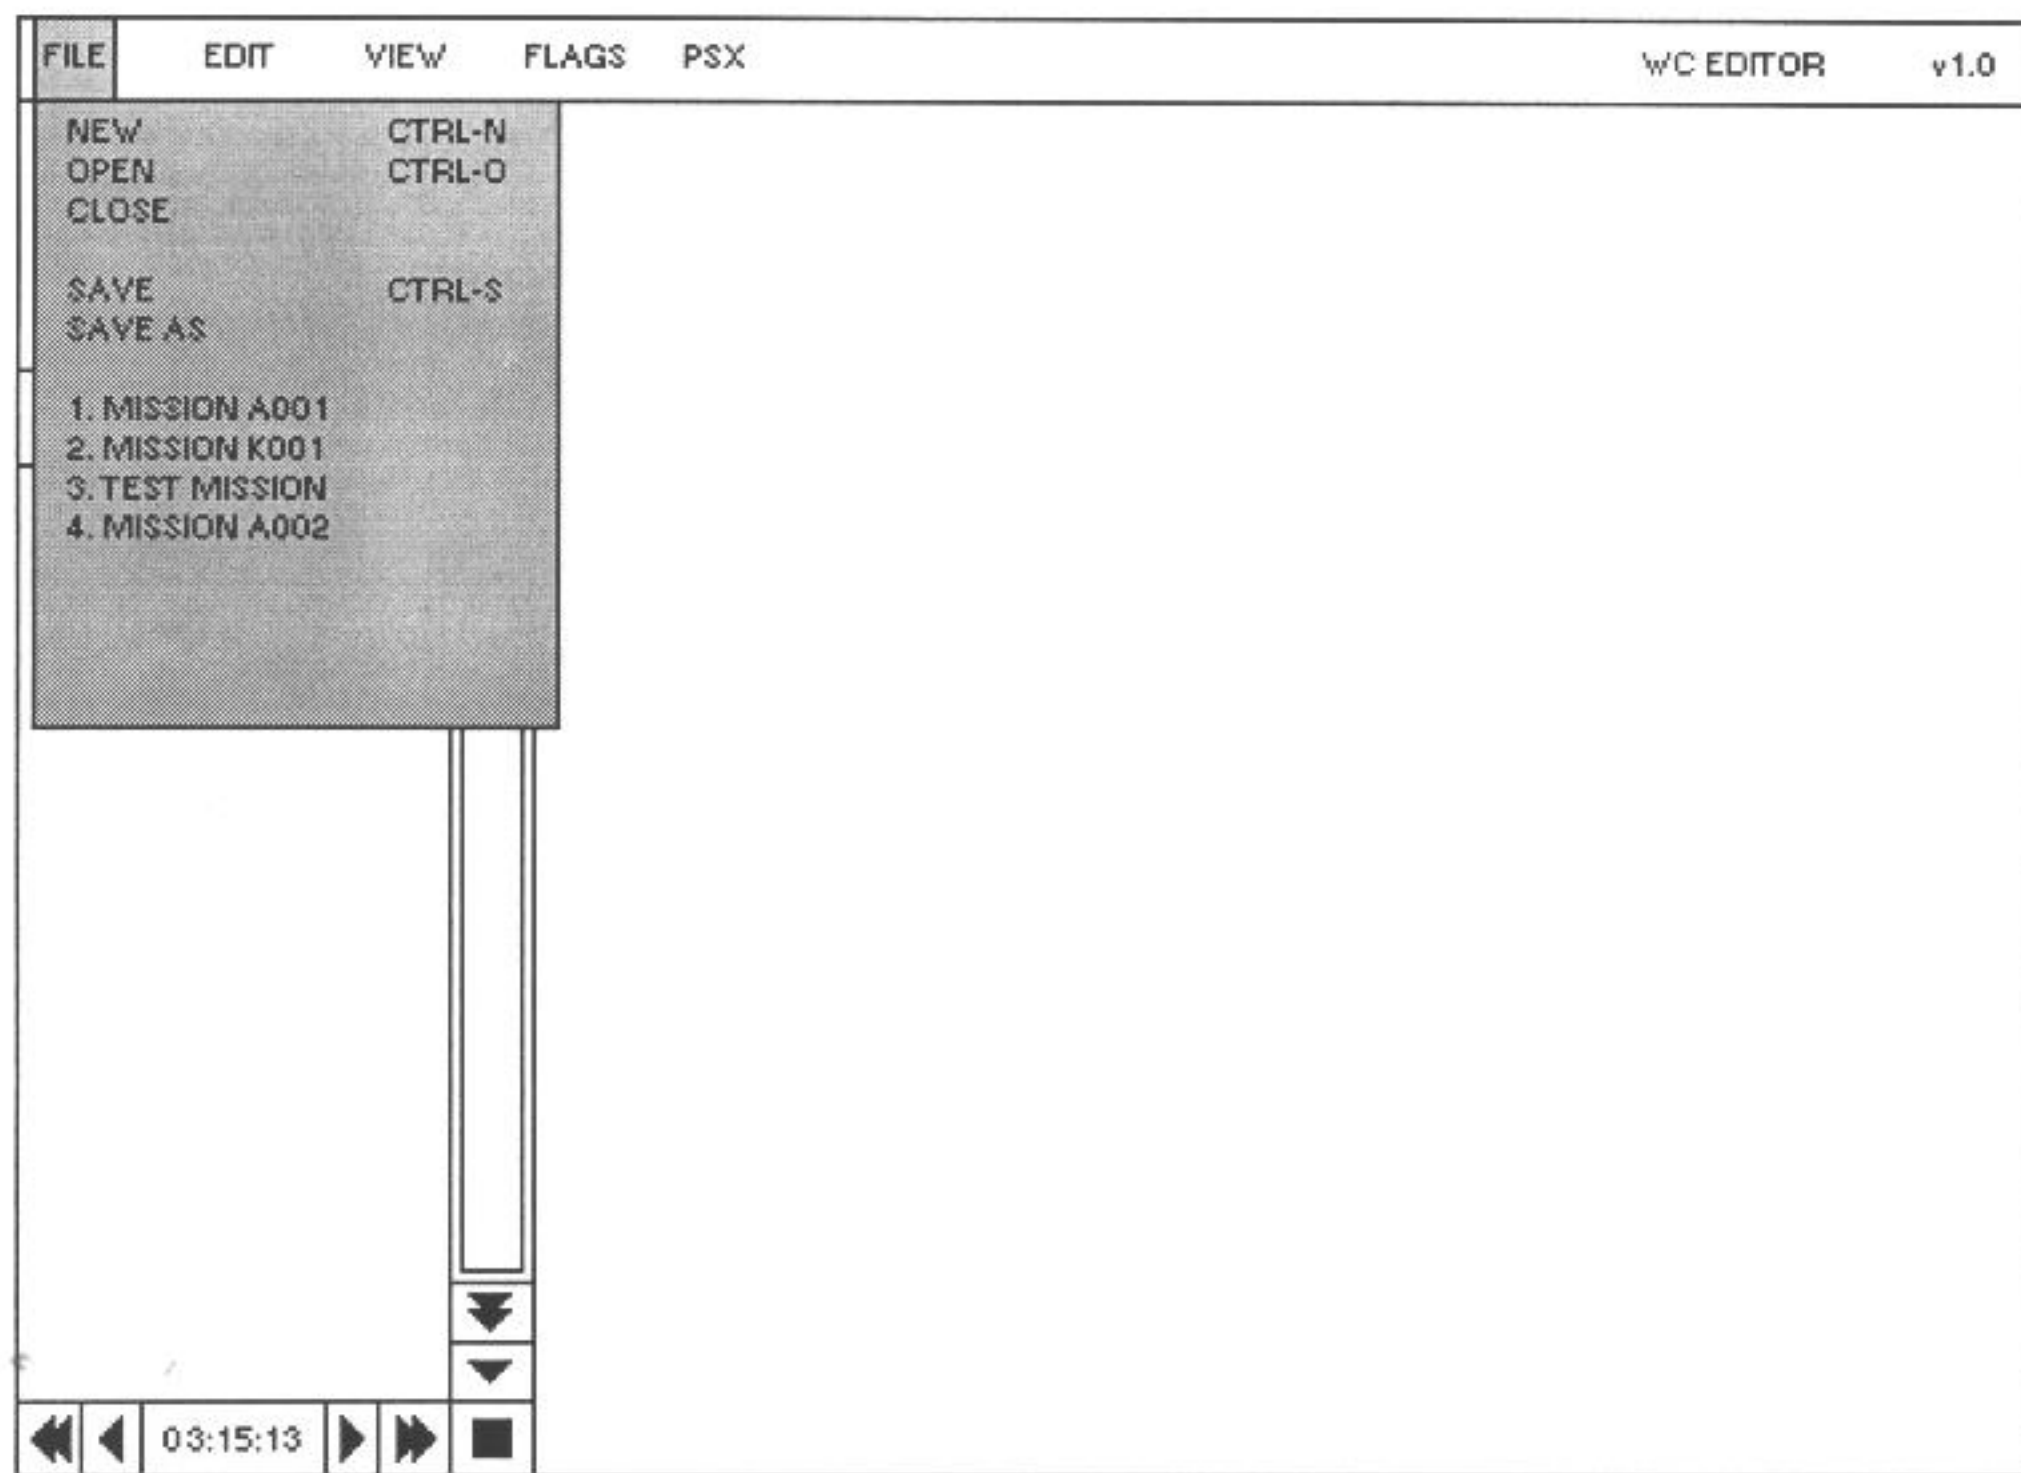 FILE EDIT VIEW FLAGS PSX WC EDITOR v1.0
NEW CTRL-N
OPEN CTRL-O
CLOSE
SAVE CTRL-S
SAVE AS
1. MISSION A001
2. MISSION K001
3. TEST MISSION
4. MISSION A002
03:15:13